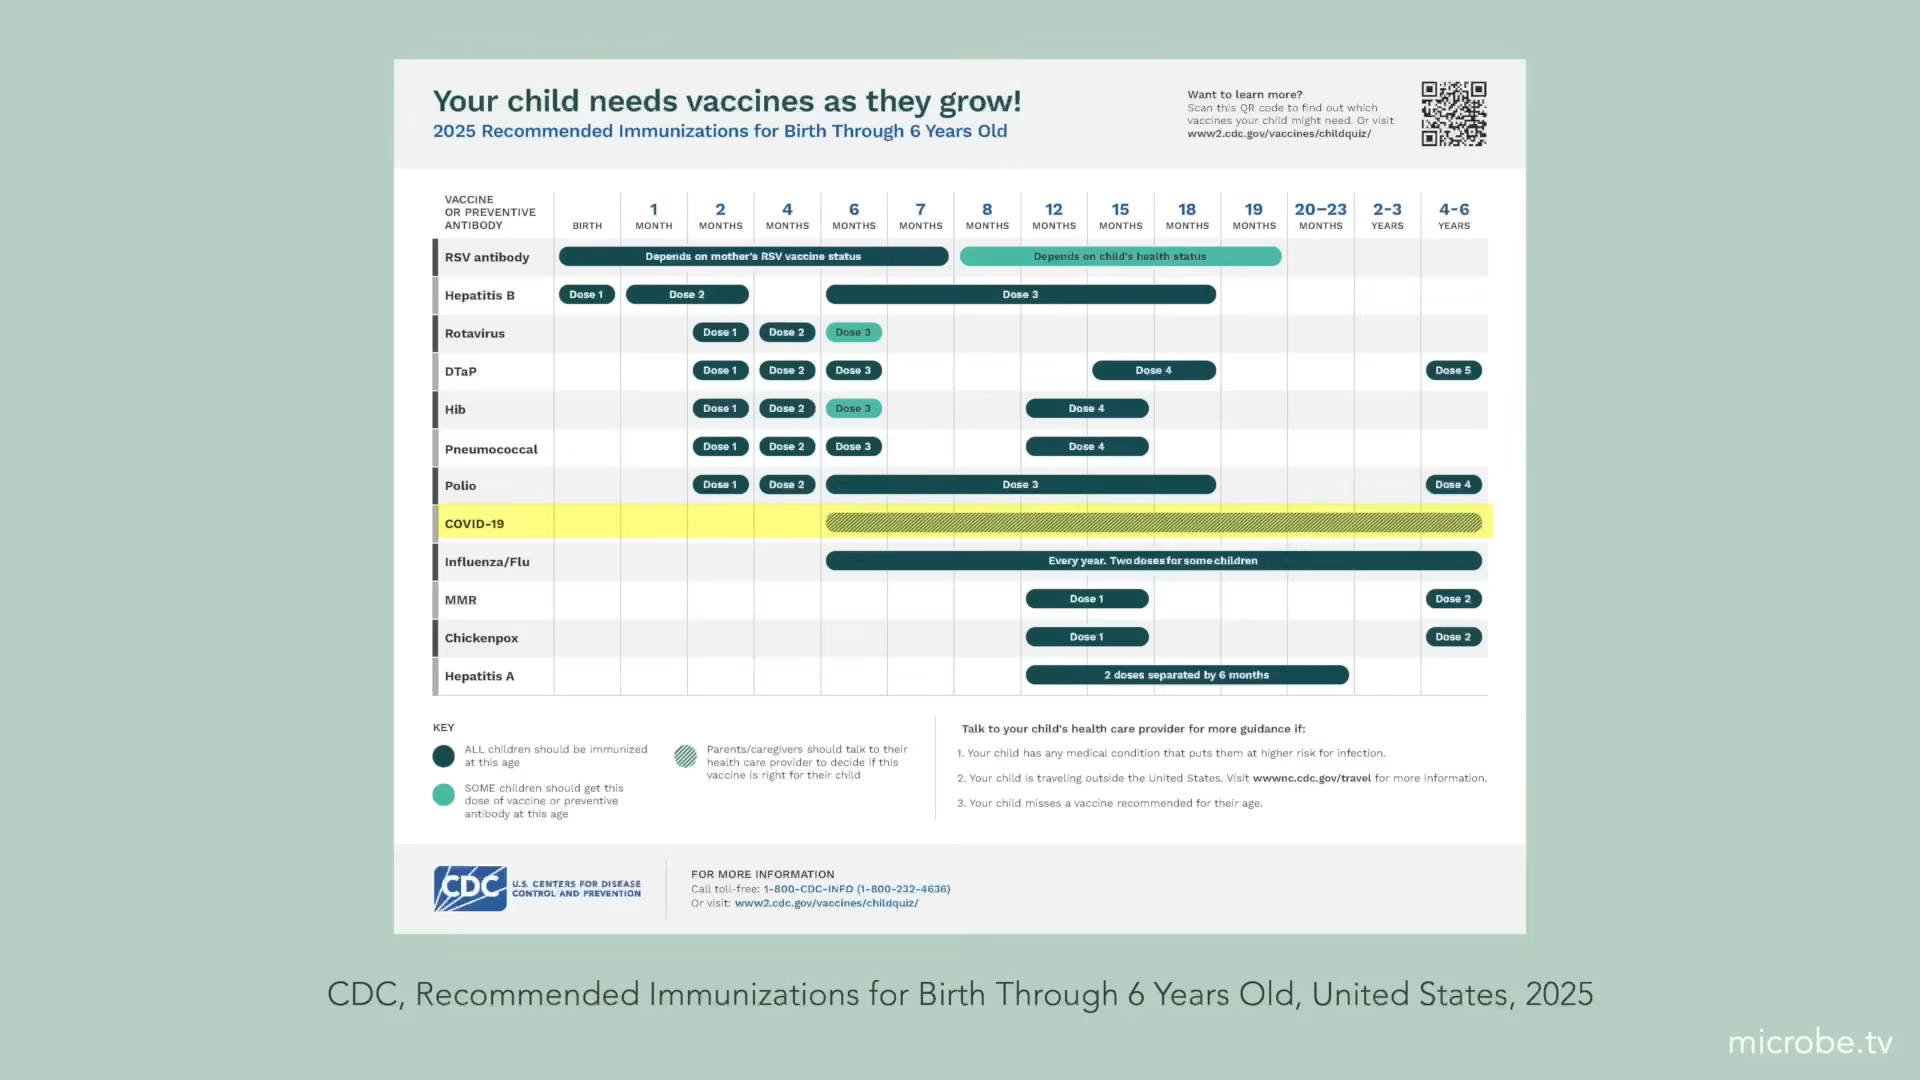 Your child needs vaccines as they grow!
2025 Recommended Immunizations for Birth Through 6 Years Old
Want to learn more?
Scan this QR code to find out which
vaccines your child might need. Or visit
www2.cdc.gov/vaccines/childquiz/
VACCINE
OR PREVENTIVE
ANTIBODY
BIRTH
1 MONTH
2 MONTHS
4 MONTHS
6 MONTHS
7 MONTHS
8 MONTHS
12 MONTHS
15 MONTHS
18 MONTHS
19 MONTHS
20–23 MONTHS
2-3 YEARS
4-6 YEARS
RSV antibody Depends on mother's RSV vaccine status Depends on child's health status
Hepatitis B Dose 1 Dose 2 Dose 3
Rotavirus Dose 1 Dose 2 Dose 3
DTaP Dose 1 Dose 2 Dose 3 Dose 4 Dose 5
Hib Dose 1 Dose 2 Dose 3 Dose 4
Pneumococcal Dose 1 Dose 2 Dose 3 Dose 4
Polio Dose 1 Dose 2 Dose 3 Dose 4
COVID-19
Influenza/Flu Every year. Two doses for some children
MMR Dose 1 Dose 2
Chickenpox Dose 1 Dose 2
Hepatitis A 2 doses separated by 6 months
KEY
ALL children should be immunized
at this age
SOME children should get this
dose of vaccine or preventive
antibody at this age
Parents/caregivers should talk to their
health care provider to decide if this
vaccine is right for their child
Talk to your child's health care provider for more guidance if:
1. Your child has any medical condition that puts them at higher risk for infection.
2. Your child is traveling outside the United States. Visit wwwnc.cdc.gov/travel for more information.
3. Your child misses a vaccine recommended for their age.
CDC
U.S. CENTERS FOR DISEASE
CONTROL AND PREVENTION
FOR MORE INFORMATION
Call toll-free: 1-800-CDC-INFO (1-800-232-4636)
Or visit: www2.cdc.gov/vaccines/childquiz/
CDC, Recommended Immunizations for Birth Through 6 Years Old, United States, 2025
microbe.tv